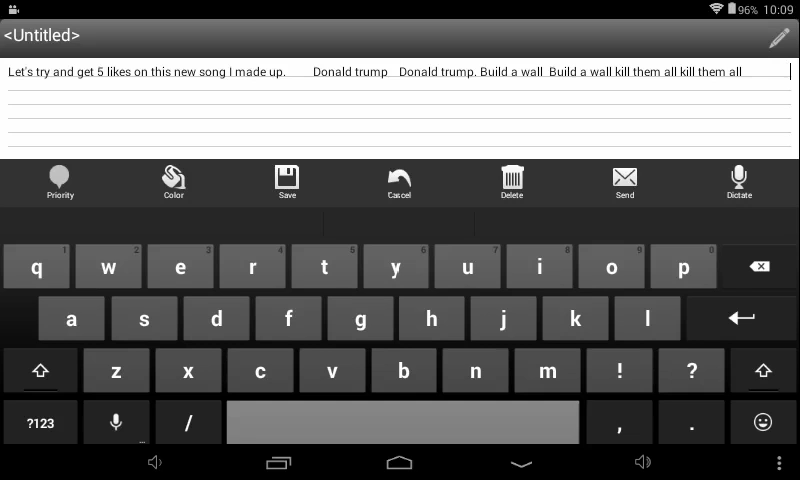 96% 10:09
<Untitled>
Let's try and get 5 likes on this new song I made up. Donald trump Donald trump. Build a wall Build a wall kill them all kill them all
Priority Color Save Cancel Delete Send Dictate
1 2 3 4 5 6 7 8 9 0
q w e r t y u i o p
a s d f g h j k l
z x c v b n m ! ?
?123 / , .